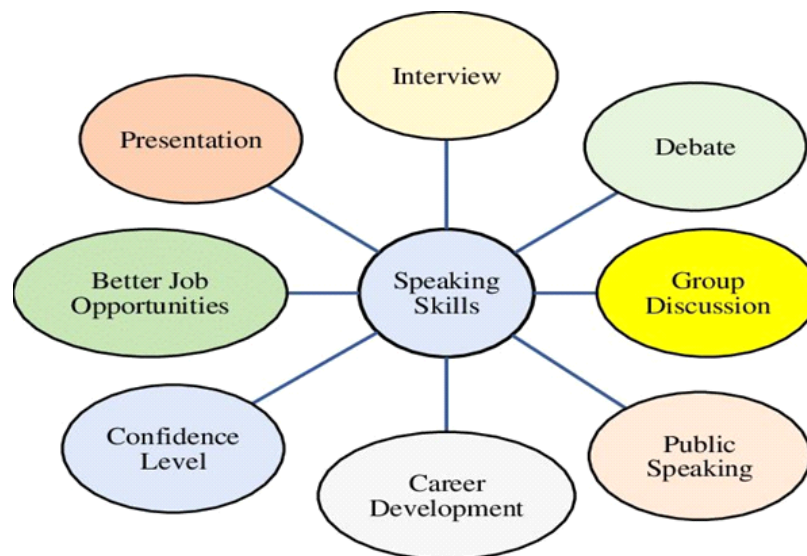 Interview
Presentation
Debate
Better Job
Opportunities
Speaking
Skills
Group
Discussion
Confidence
Level
Career
Development
Public
Speaking